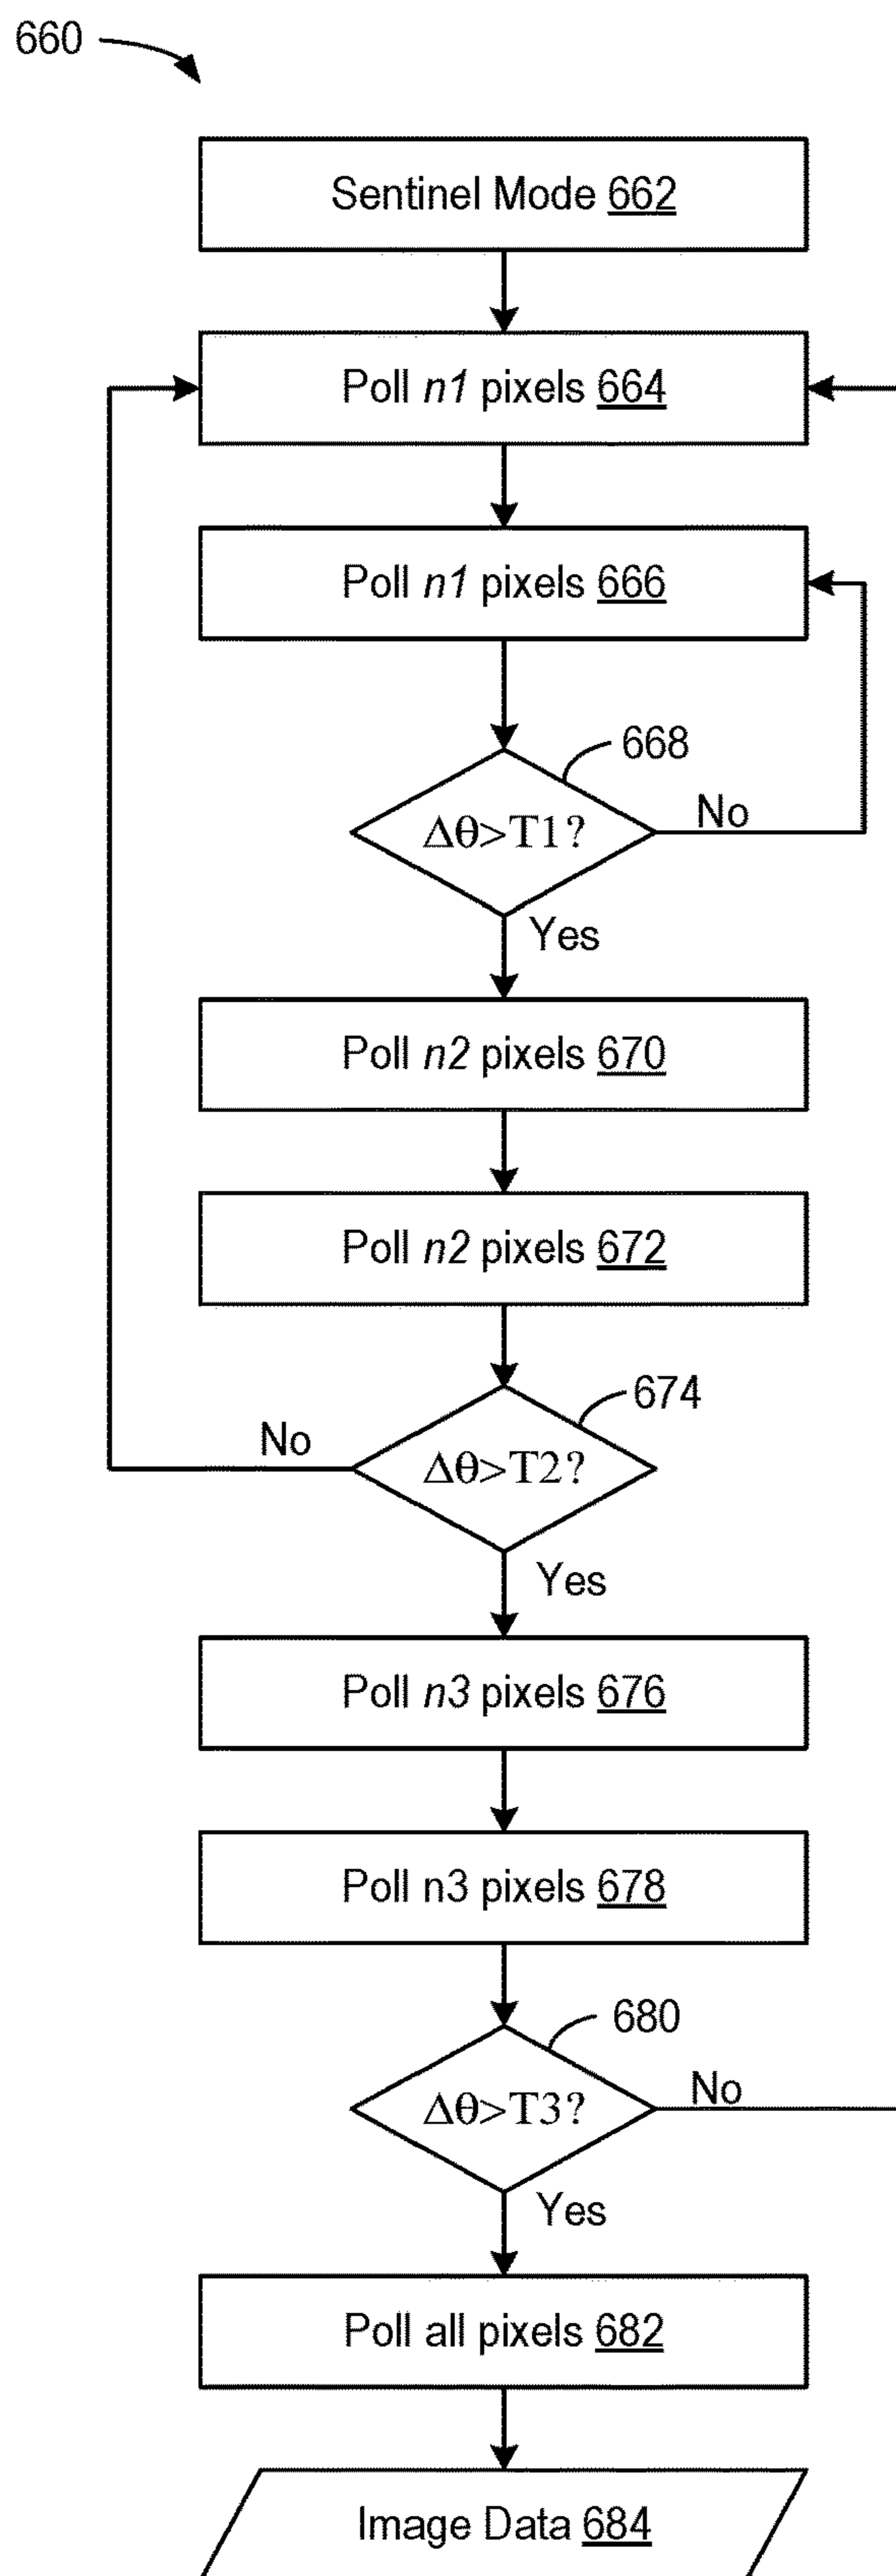 660
Sentinel Mode 662
Poll n1 pixels 664
Poll n1 pixels 666
668
Δθ>T1?
No
Yes
Poll n2 pixels 670
Poll n2 pixels 672
674
No
Δθ>T2?
Yes
Poll n3 pixels 676
Poll n3 pixels 678
680
Δθ>T3?
No
Yes
Poll all pixels 682
Image Data 684